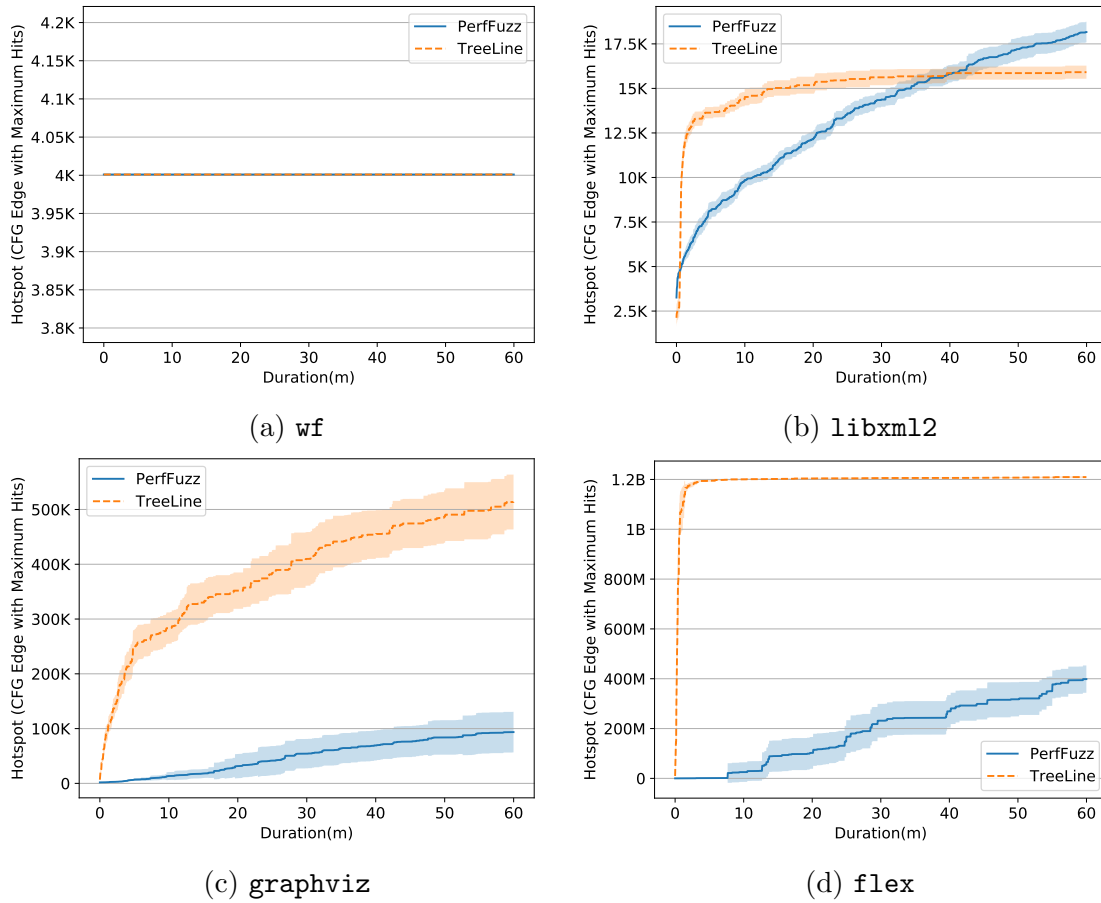 4.2K
4.15K
4.1K
4.05K
4K
3.95K
3.9K
3.85K
3.8K
Hotspot (CFG Edge with Maximum Hits)
0 10 20 30 40 50 60
Duration(m)
PerfFuzz
TreeLine
(a) wf
17.5K
15K
12.5K
10K
7.5K
5K
2.5K
Hotspot (CFG Edge with Maximum Hits)
0 10 20 30 40 50 60
Duration(m)
PerfFuzz
TreeLine
(b) libxml2
500K
400K
300K
200K
100K
0
Hotspot (CFG Edge with Maximum Hits)
0 10 20 30 40 50 60
Duration(m)
PerfFuzz
TreeLine
(c) graphviz
1.2B
1B
800M
600M
400M
200M
0
Hotspot (CFG Edge with Maximum Hits)
0 10 20 30 40 50 60
Duration(m)
PerfFuzz
TreeLine
(d) flex